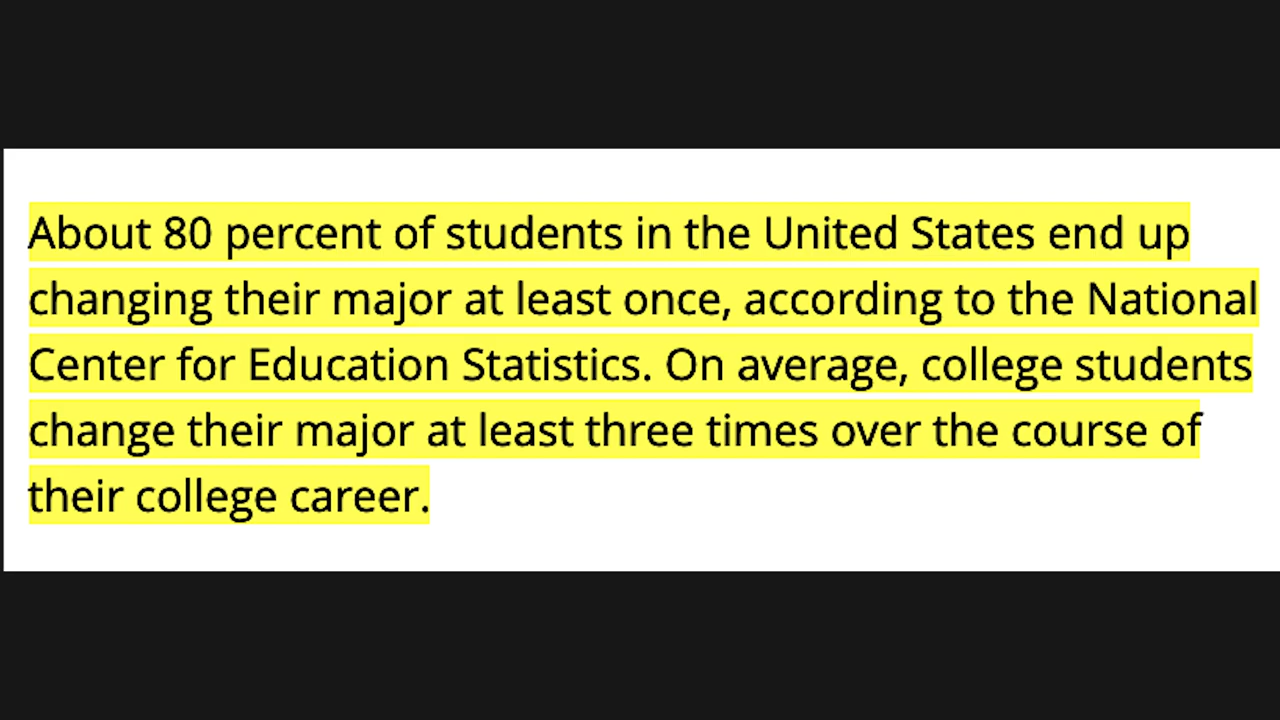 About 80 percent of students in the United States end up
changing their major at least once, according to the National
Center for Education Statistics. On average, college students
change their major at least three times over the course of
their college career.